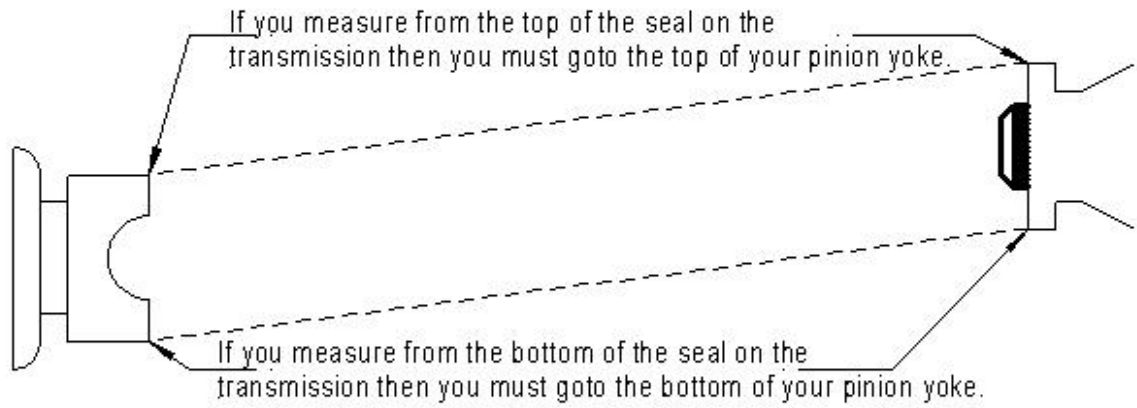 If you measure from the top of the seal on the
transmission then you must goto the top of your pinion yoke.
If you measure from the bottom of the seal on the
transmission then you must goto the bottom of your pinion yoke.